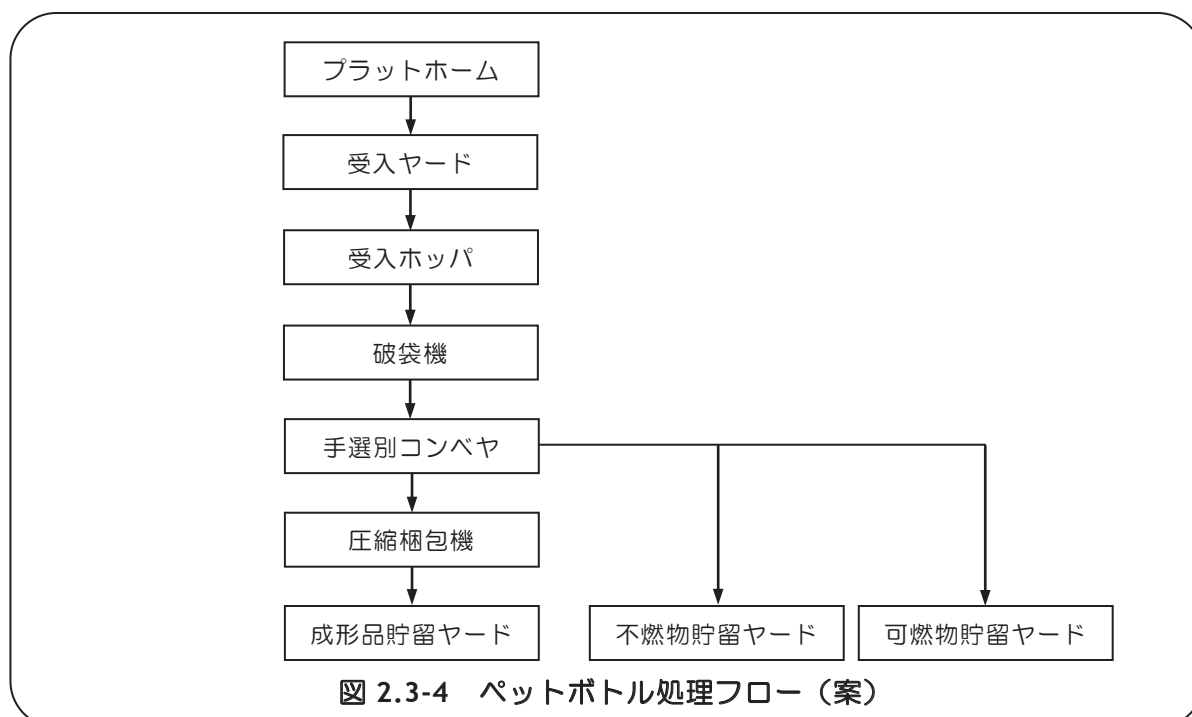 プラットホーム
受入ヤード
受入ホッパ
破袋機
手選別コンベヤ
圧縮梱包機
成形品貯留ヤード
不燃物貯留ヤード
可燃物貯留ヤード
図 2.3-4　ペットボトル処理フロー（案）